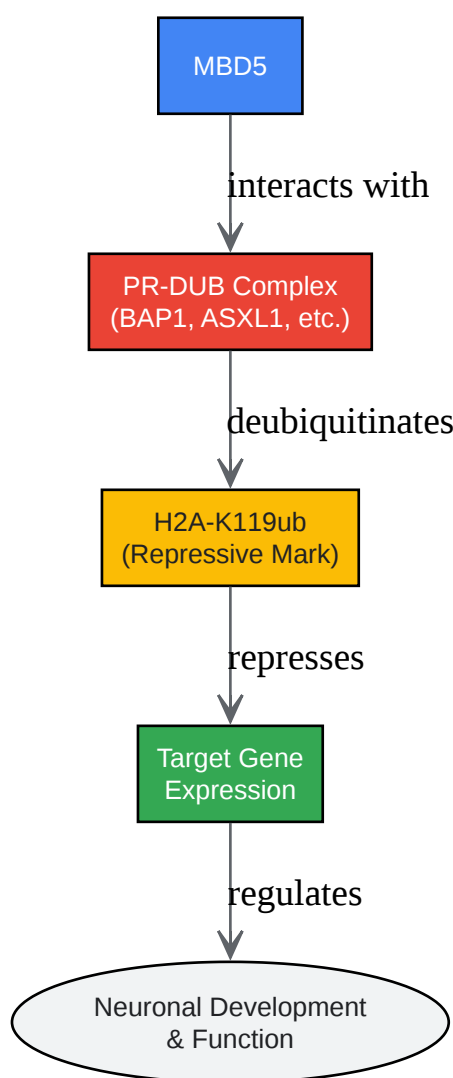 MBD5
interacts with
PR-DUB Complex
(BAP1, ASXL1, etc.)
deubiquitinates
H2A-K119ub
(Repressive Mark)
represses
Target Gene
Expression
regulates
Neuronal Development
& Function